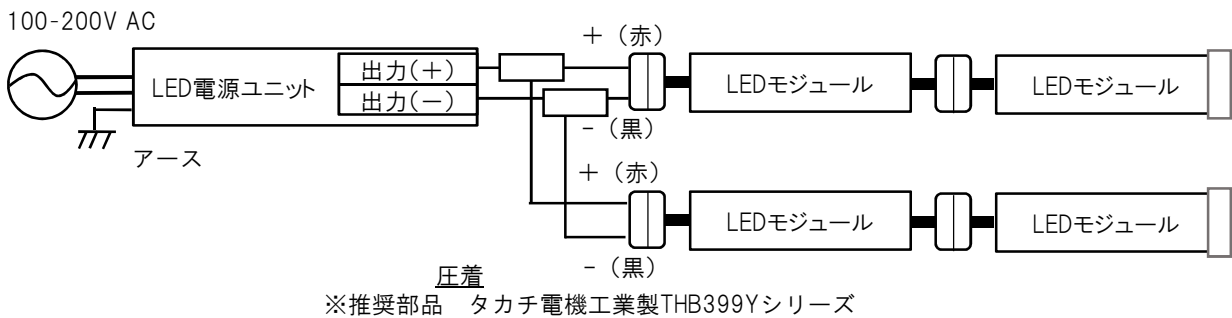 100-200V AC
LED電源ユニット
出力(+)
出力(-)
アース
+ (赤)
- (黒)
LEDモジュール
LEDモジュール
+ (赤)
- (黒)
LEDモジュール
LEDモジュール
圧着
※推奨部品 タカチ電機工業製THB399Yシリーズ